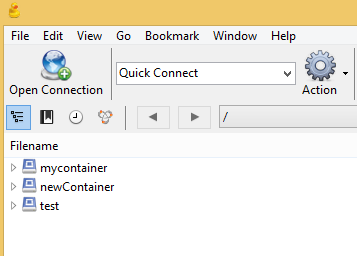 File Edit View Go Bookmark Window Help
Open Connection Quick Connect Action
/
Filename
mycontainer
newContainer
test